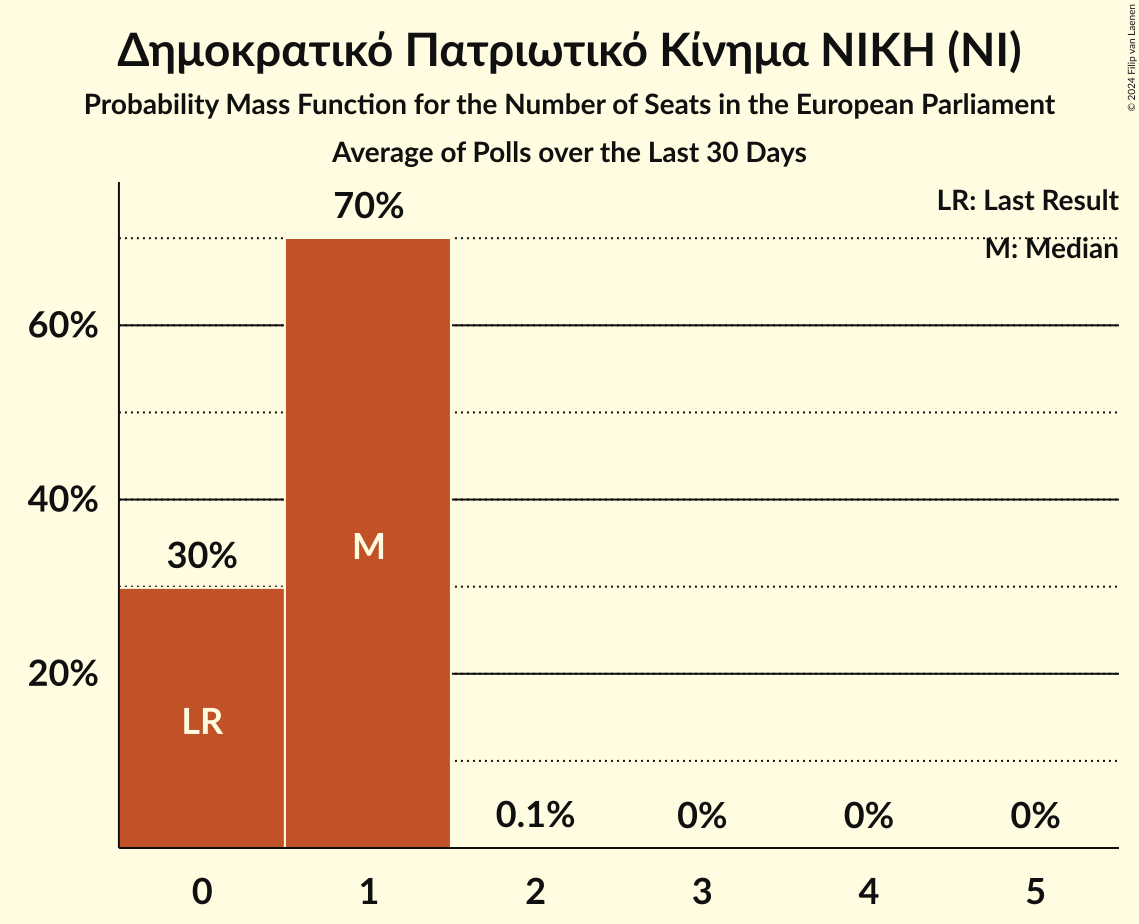 Δημοκρατικό Πατριωτικό Κίνημα ΝΙΚΗ (NI)
Probability Mass Function for the Number of Seats in the European Parliament
Average of Polls over the Last 30 Days
© 2024 Filip van Laenen
LR: Last Result
M: Median
70%
60%
40%
30%
20%
M
LR
0.1%
0%
0%
0%
0 1 2 3 4 5